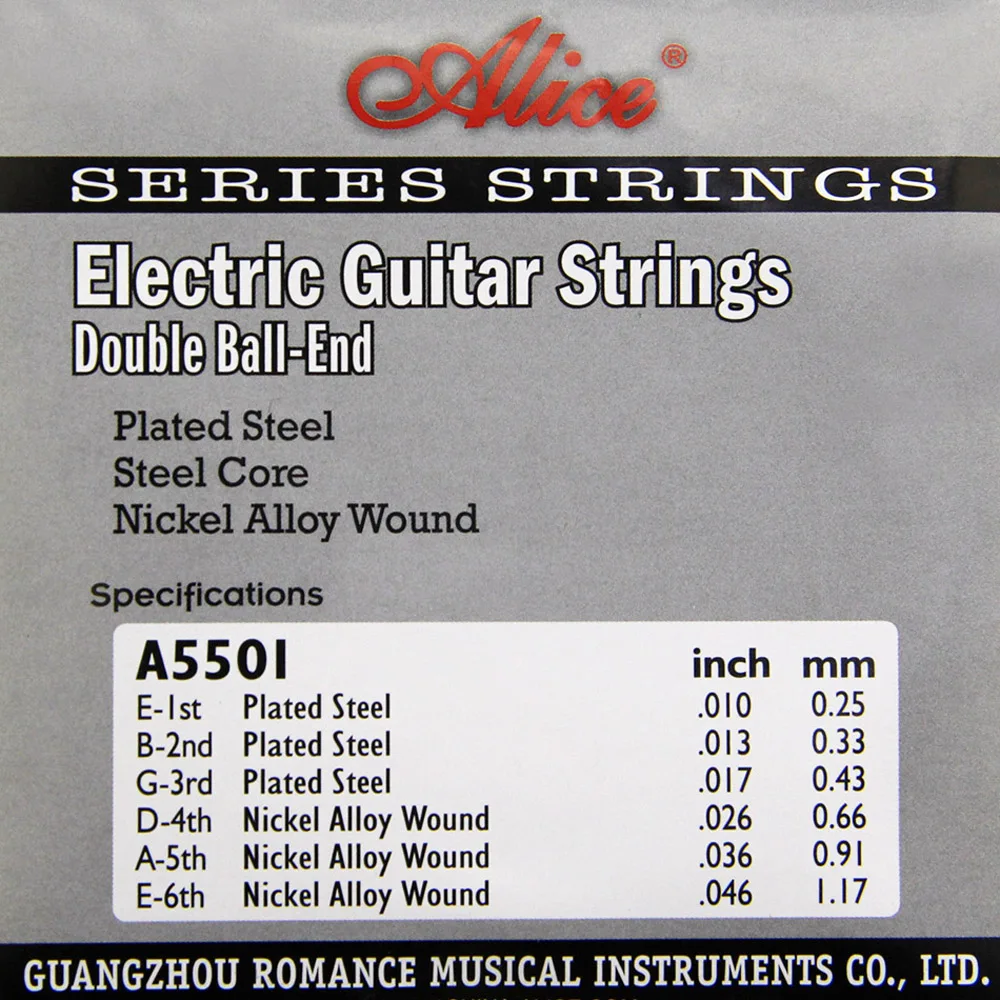 Alice®
SERIES STRINGS
Electric Guitar Strings
Double Ball-End
Plated Steel
Steel Core
Nickel Alloy Wound
Specifications
A5501 inch mm
E-1st Plated Steel .010 0.25
B-2nd Plated Steel .013 0.33
G-3rd Plated Steel .017 0.43
D-4th Nickel Alloy Wound .026 0.66
A-5th Nickel Alloy Wound .036 0.91
E-6th Nickel Alloy Wound .046 1.17
GUANGZHOU ROMANCE MUSICAL INSTRUMENTS CO., LTD.